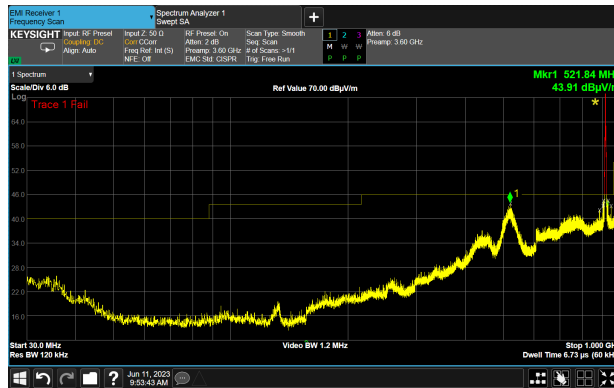 EMI Receiver 1
Frequency Scan
Spectrum Analyzer 1
Swept SA
KEYSIGHT
Input: RF Presel
Coupling: DC
Align: Auto
Input Z: 50 Ω
Corr CCorr
Freq Ref: Int (S)
NFE: Off
RF Presel: On
Atten: 2 dB
Preamp: 3.60 GHz
EMC Std: CISPR
Scan Type: Smooth
Seq: Scan
# of Scans: >1/1
Trig: Free Run
1 2 3
M W W
P P P
Atten: 6 dB
Preamp: 3.60 GHz
1 Spectrum
Scale/Div 6.0 dB
Ref Value 70.00 dBµV/m
Mkr1 521.84 MH
43.91 dBµV/
Log
Trace 1 Fail
64.0
58.0
52.0
46.0
40.0
34.0
28.0
22.0
16.0
1
Start 30.0 MHz
Res BW 120 kHz
Video BW 1.2 MHz
Stop 1.000 GH
Dwell Time 6.73 µs (60 kH
Jun 11, 2023
9:53:43 AM